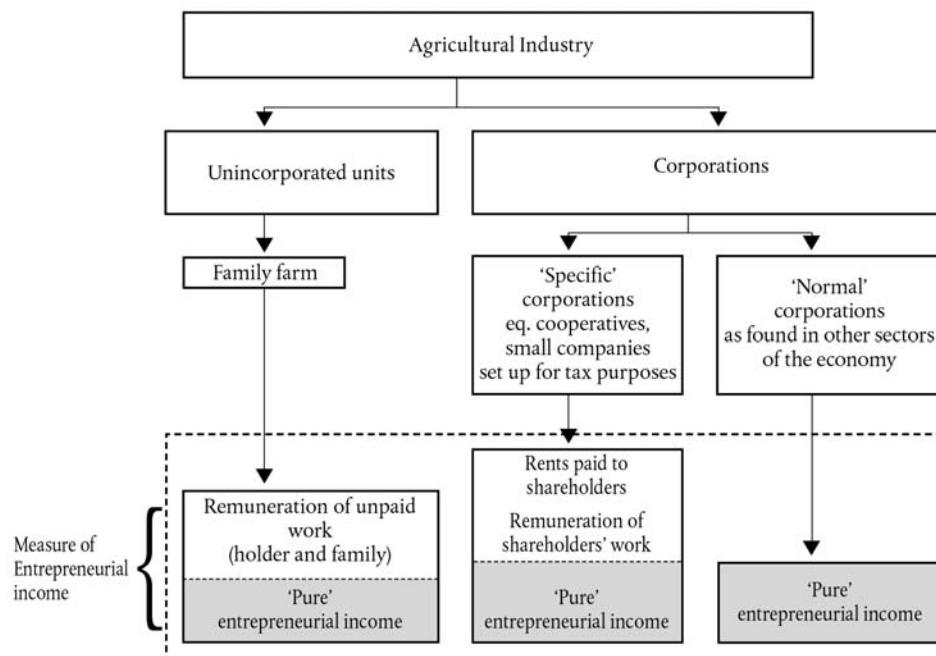 Agricultural Industry
Unincorporated units
Corporations
Family farm
‘Specific’
corporations
eq. cooperatives,
small companies
set up for tax purposes
‘Normal’
corporations
as found in other sectors
of the economy
Measure of
Entrepreneurial
income
Remuneration of unpaid
work
(holder and family)
‘Pure’
entrepreneurial income
Rents paid to
shareholders
Remuneration of
shareholders’ work
‘Pure’
entrepreneurial income
‘Pure’
entrepreneurial income